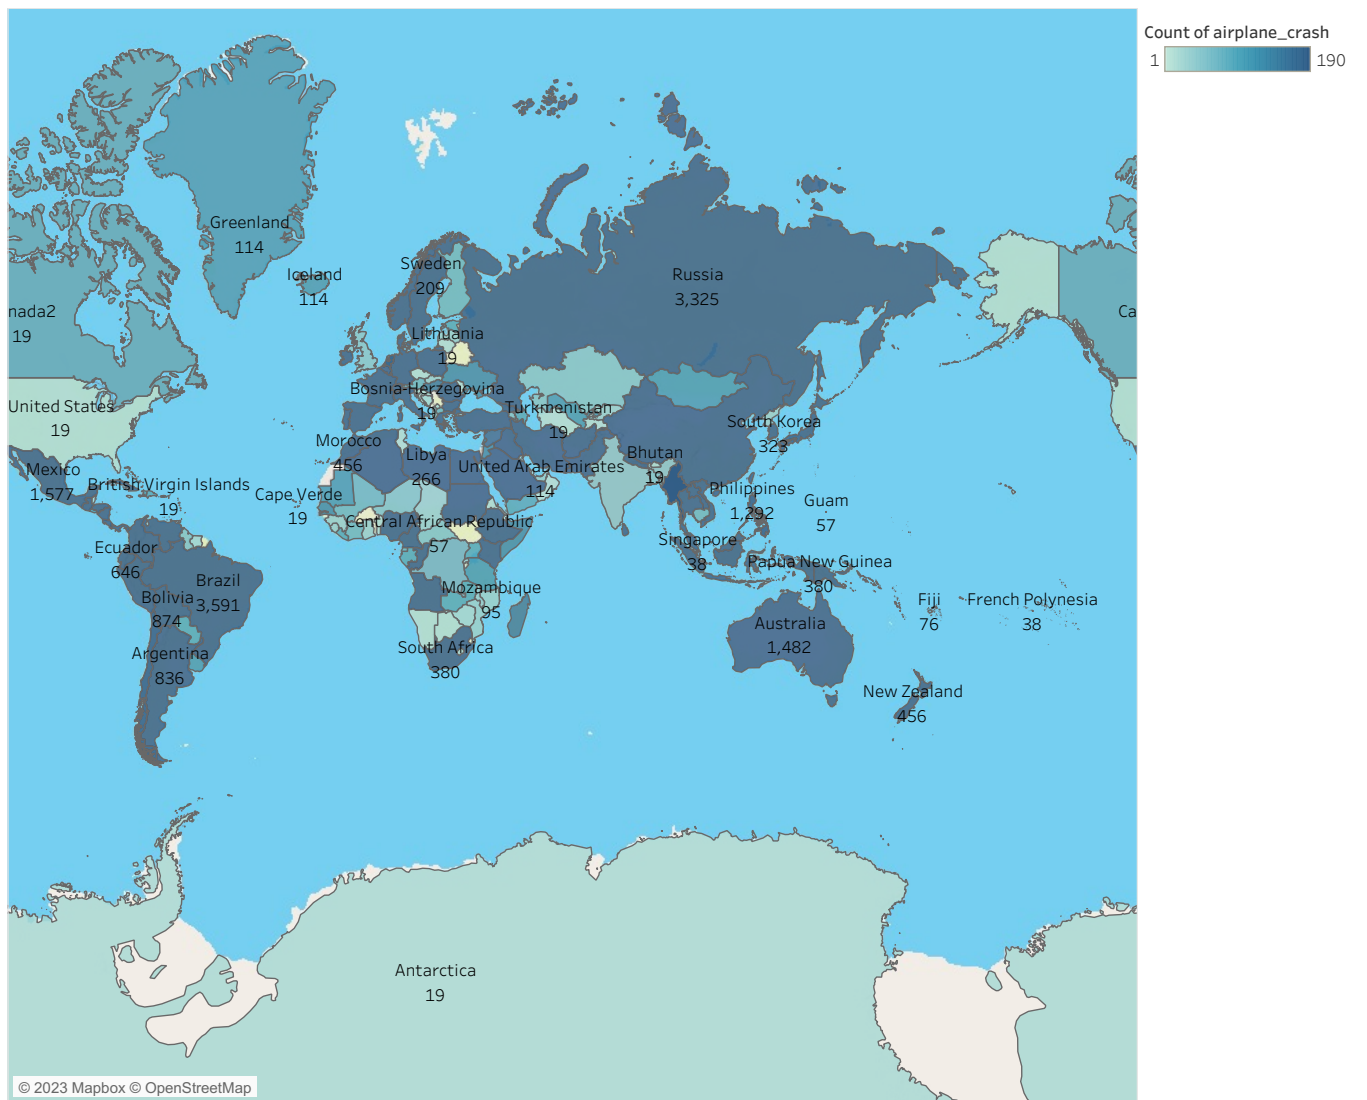 Count of airplane_crash
1
190
Greenland
114
Iceland
114
Sweden
209
Russia
3,325
nada2
19
Ca
Lithuania
19
Bosnia-Herzegovina
19
Turkmenistan
19
United States
19
South Korea
323
Morocco
456
Libya
266
United Arab Emirates
114
Bhutan
19
Mexico
1,577
British Virgin Islands
19
Cape Verde
19
Philippines
1,292
Guam
57
Central African Republic
57
Singapore
38
Ecuador
646
Papua New Guinea
380
Brazil
3,591
Mozambique
95
Bolivia
874
Fiji
76
French Polynesia
38
Australia
1,482
Argentina
836
South Africa
380
New Zealand
456
Antarctica
19
© 2023 Mapbox © OpenStreetMap